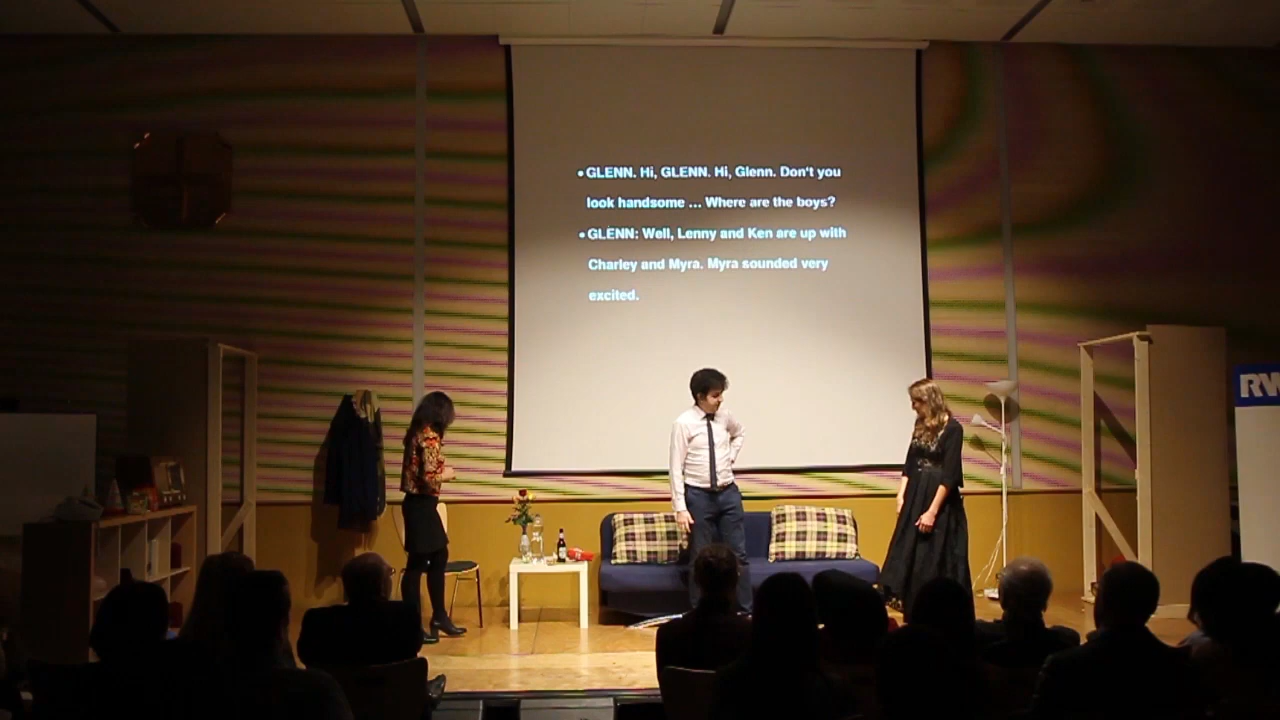 • GLENN. Hi, GLENN. Hi, Glenn. Don't you
look handsome ... Where are the boys?
• GLENN: Well, Lenny and Ken are up with
Charley and Myra. Myra sounded very
excited.